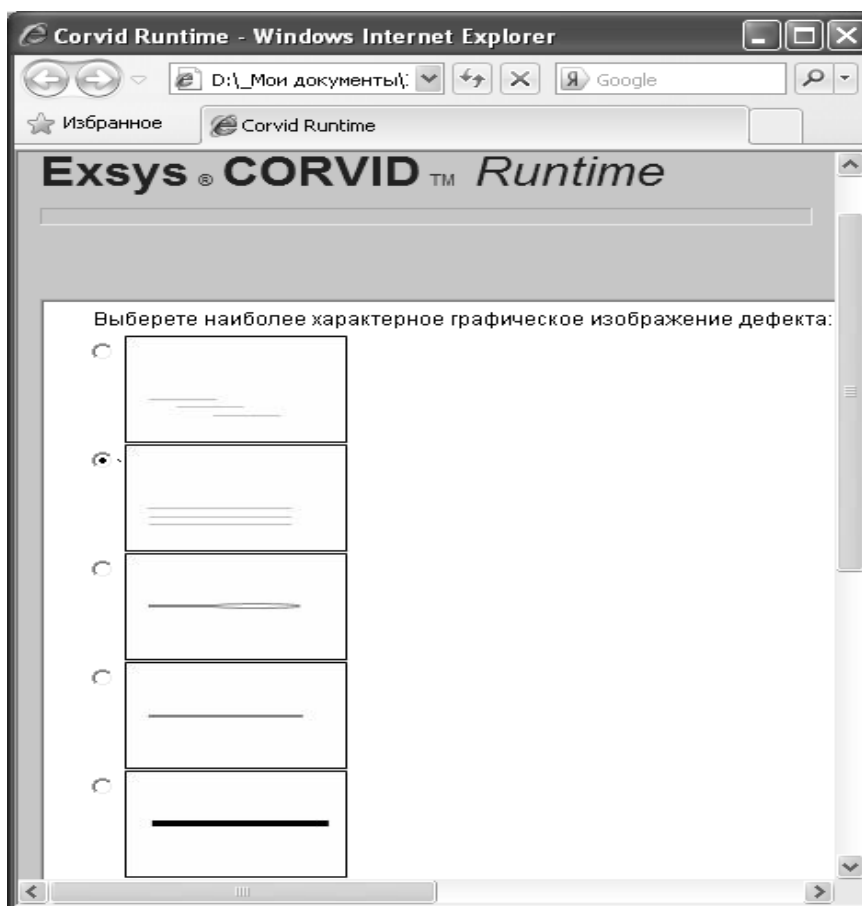 Corvid Runtime - Windows Internet Explorer
D:\_Мои документы\
Google
Избранное
Corvid Runtime
Exsys ® CORVID TM Runtime
Выберете наиболее характерное графическое изображение дефекта: